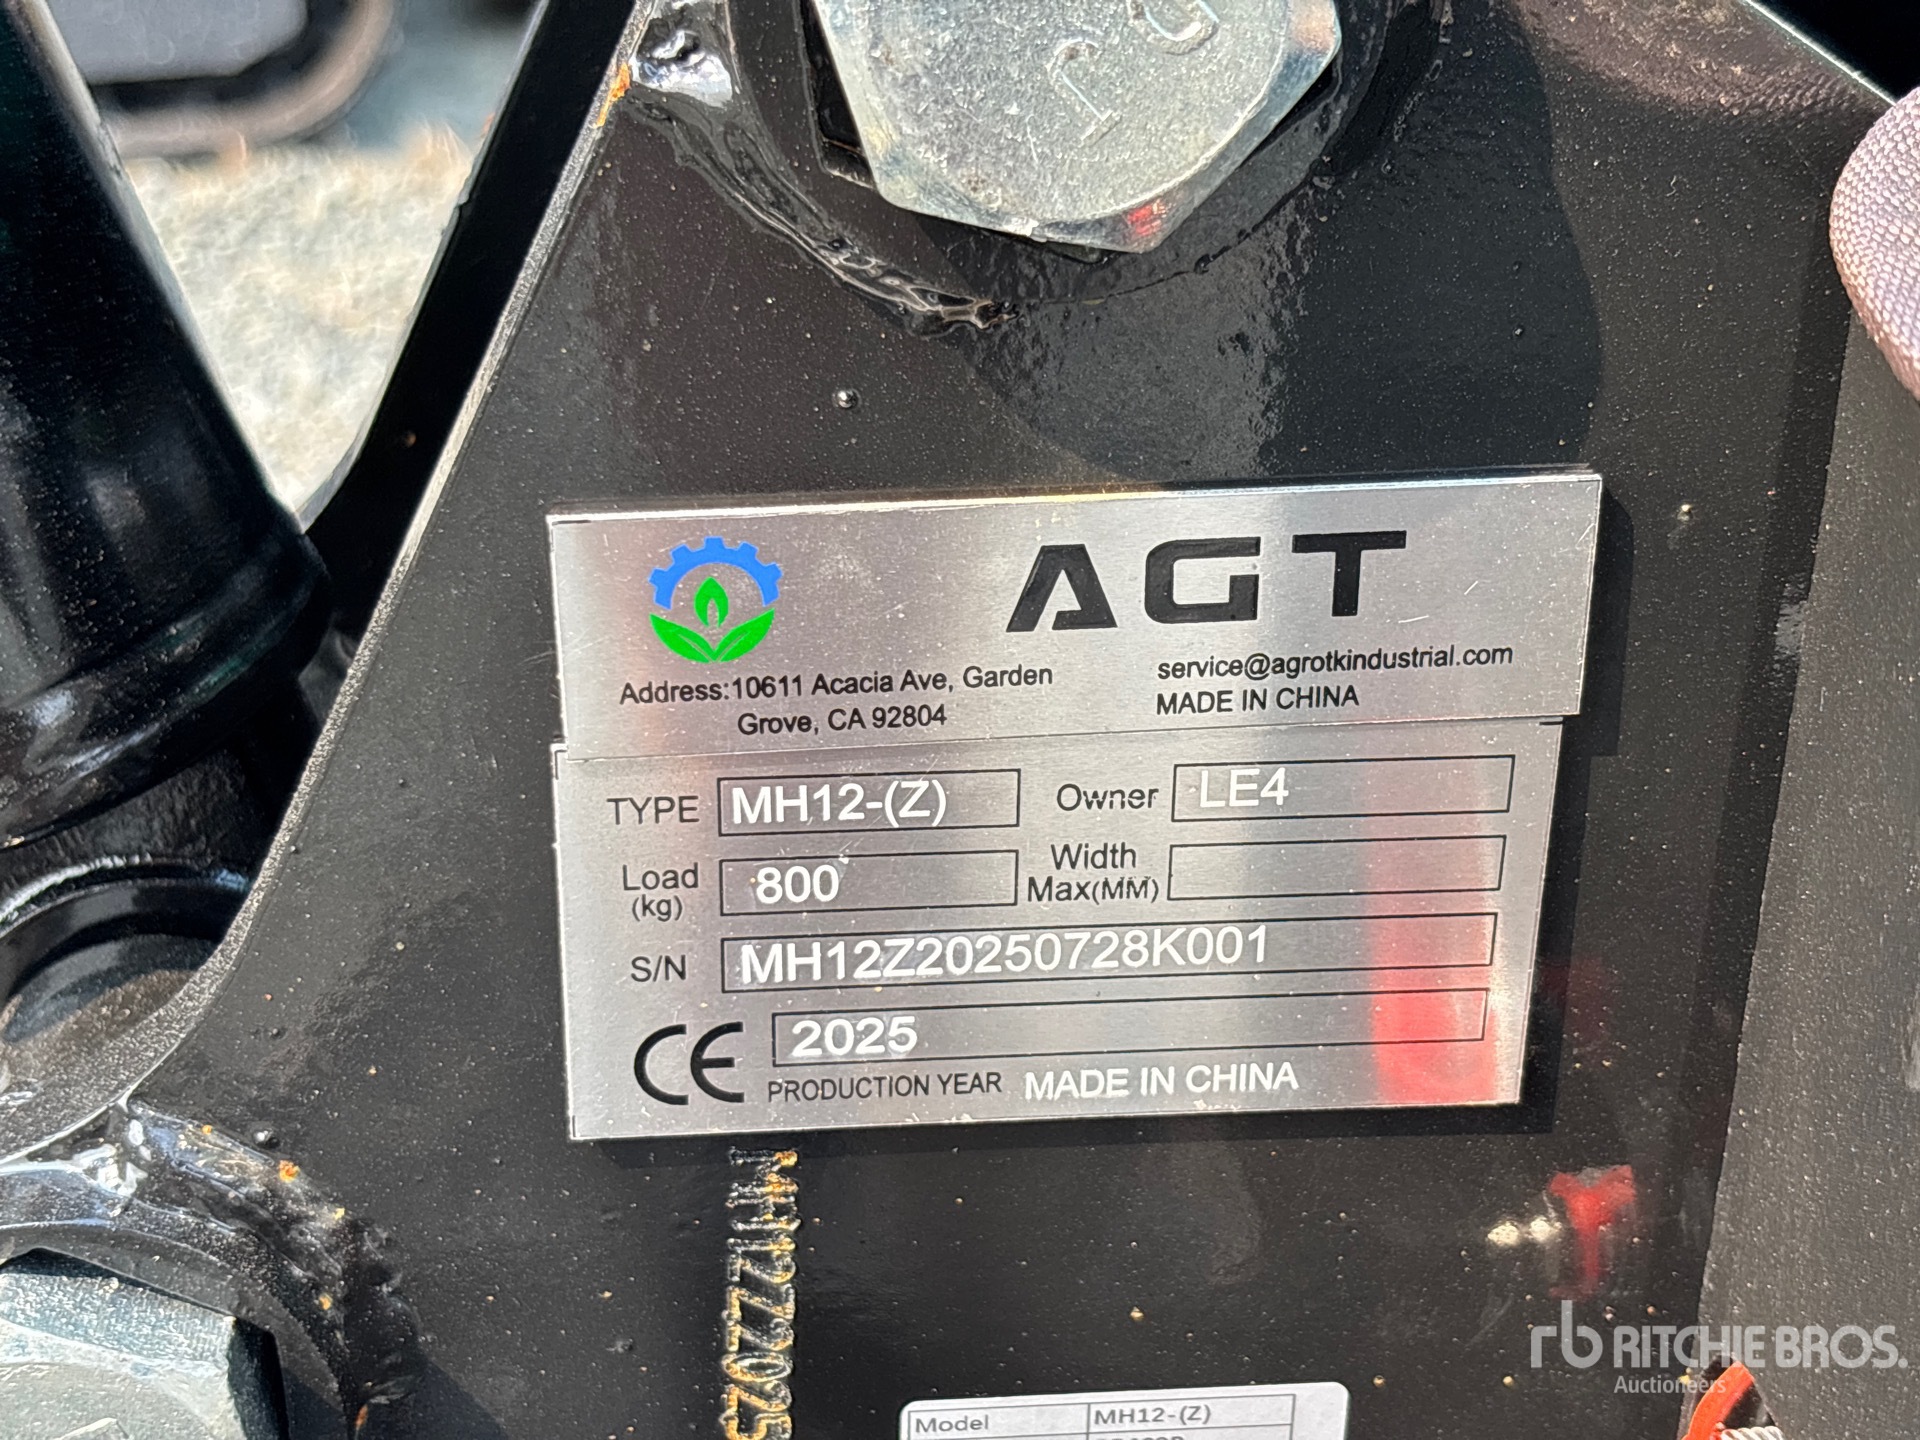 AGT
Address:10611 Acacia Ave, Garden
Grove, CA 92804
service@agrotkindustrial.com
MADE IN CHINA
TYPE MH12-(Z) Owner LE4
Load (kg) 800 Width Max(MM)
S/N MH12Z20250728K001
CE 2025
PRODUCTION YEAR MADE IN CHINA
MH12Z2025
Model MH12-(Z)
rb RITCHIE BROS.
Auctioneers